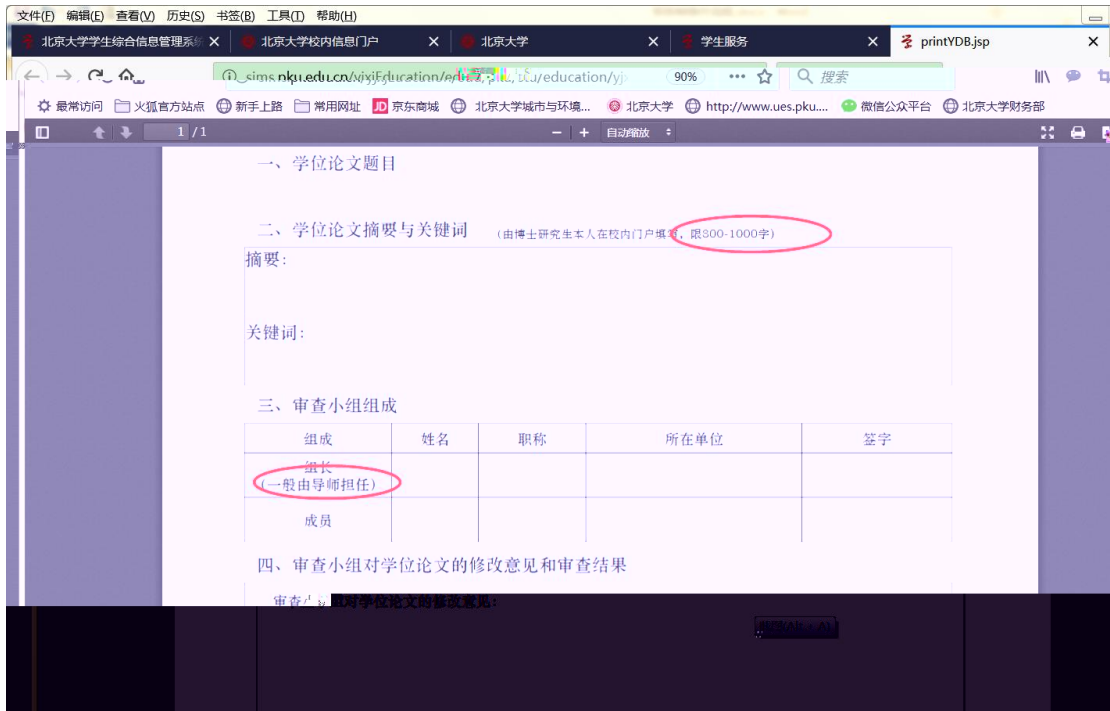 文件(F) 编辑(E) 查看(V) 历史(S) 书签(B) 工具(T) 帮助(H)
北京大学学生综合信息管理系统 北京大学校内信息门户 北京大学 学生服务 printYDB.jsp
sims.pku.edu.cn 90% 搜索
最常访问 火狐官方站点 新手上路 常用网址 JD 京东商城 北京大学城市与环境... 北京大学 http://www.ues.pku.... 微信公众平台 北京大学财务部
1 / 1 自动缩放
一、学位论文题目
二、学位论文摘要与关键词 (由博士研究生本人在校内门户填写，限800-1000字)
摘要：
关键词：
三、审查小组组成
组成 姓名 职称 所在单位 签字
组长
(一般由导师担任)
成员
四、审查小组对学位论文的修改意见和审查结果
审查小组对学位论文的修改意见：